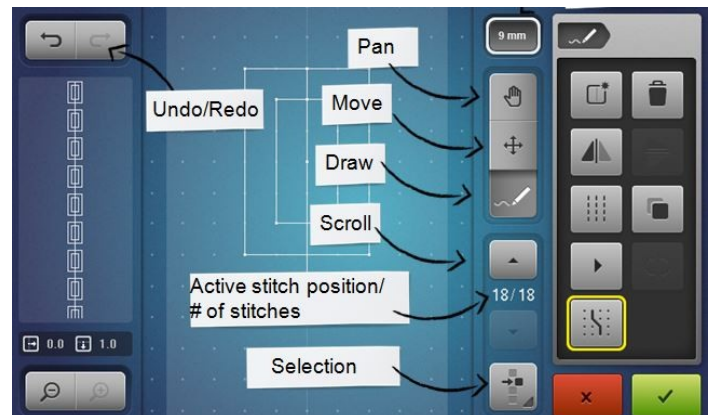 9 mm
Pan
Undo/Redo
Move
Draw
Scroll
Active stitch position/
# of stitches
18/18
Selection
0.0 1.0